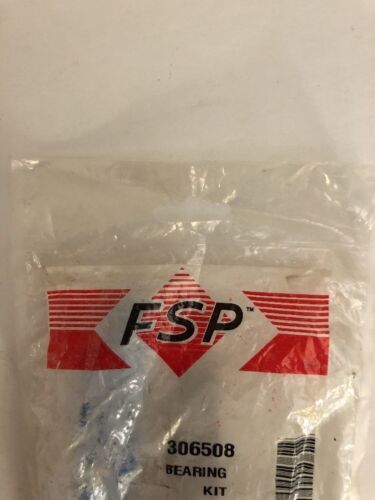 FSP™
306508
BEARING
KIT